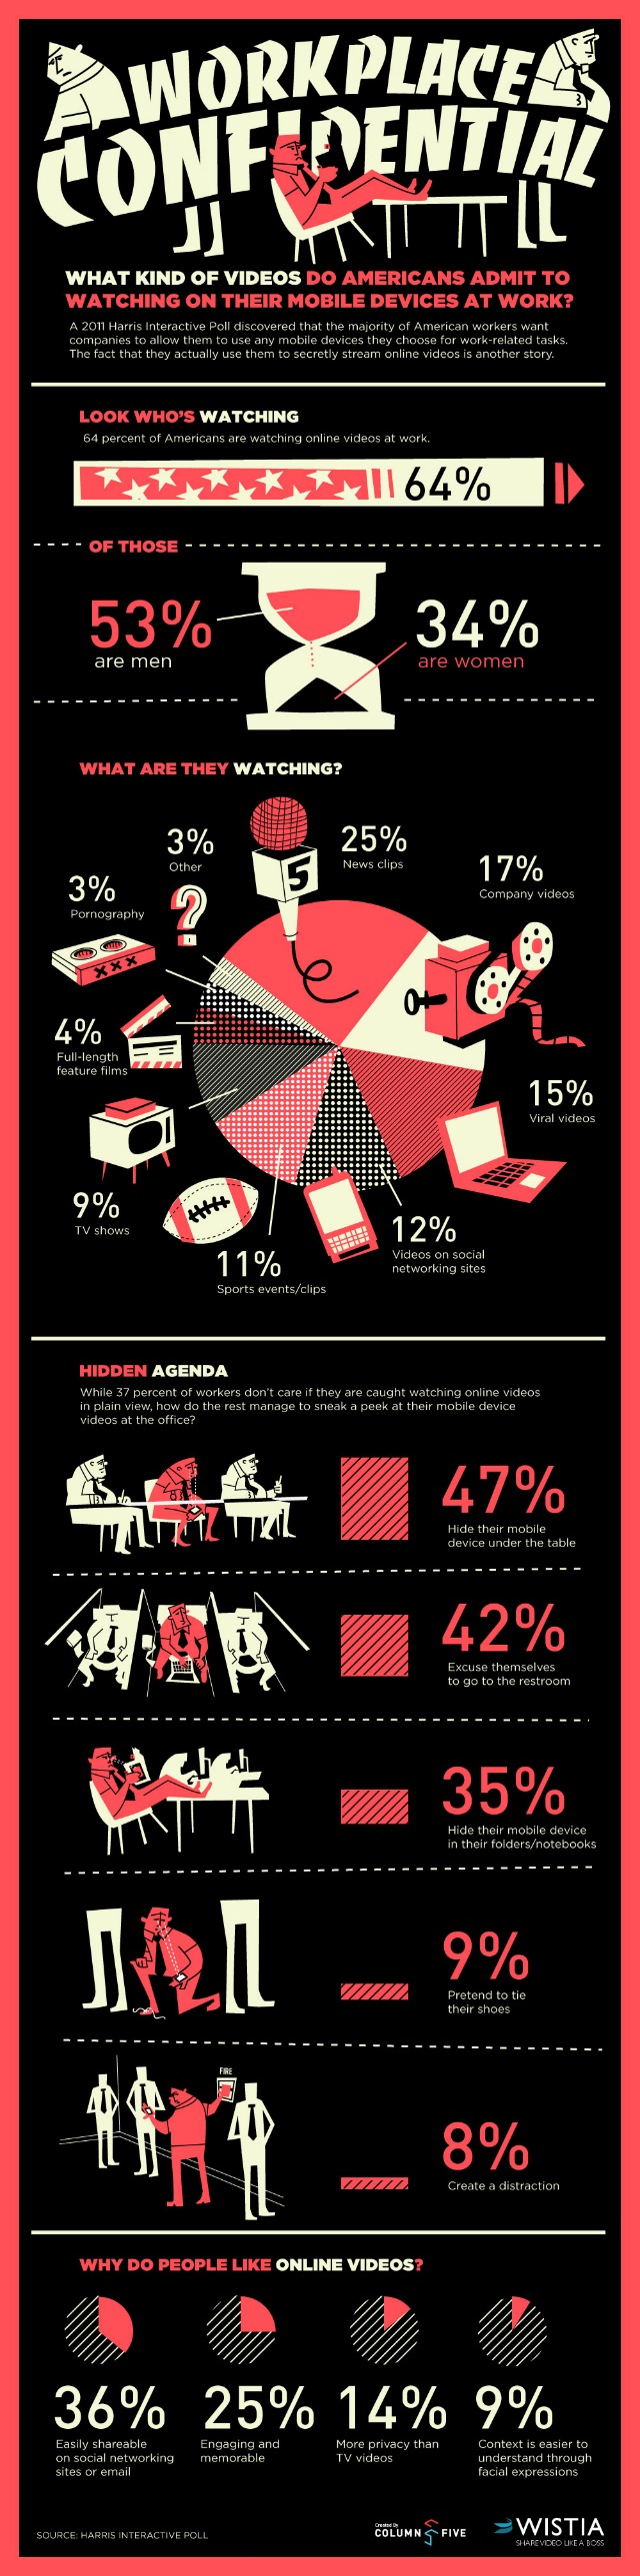 WORKPLACE
CONFIDENTIAL
WHAT KIND OF VIDEOS DO AMERICANS ADMIT TO
WATCHING ON THEIR MOBILE DEVICES AT WORK?
A 2011 Harris Interactive Poll discovered that the majority of American workers want
companies to allow them to use any mobile devices they choose for work-related tasks.
The fact that they actually use them to secretly stream online videos is another story.
LOOK WHO'S WATCHING
64 percent of Americans are watching online videos at work.
64%
OF THOSE
53%
are men
34%
are women
WHAT ARE THEY WATCHING?
3%
Other
5
25%
News clips
17%
Company videos
3%
Pornography
XXX
4%
Full-length
feature films
15%
Viral videos
9%
TV shows
11%
Sports events/clips
12%
Videos on social
networking sites
HIDDEN AGENDA
While 37 percent of workers don't care if they are caught watching online videos
in plain view, how do the rest manage to sneak a peek at their mobile device
videos at the office?
47%
Hide their mobile
device under the table
42%
Excuse themselves
to go to the restroom
35%
Hide their mobile device
in their folders/notebooks
9%
Pretend to tie
their shoes
FIRE
8%
Create a distraction
WHY DO PEOPLE LIKE ONLINE VIDEOS?
36%
Easily shareable
on social networking
sites or email
25%
Engaging and
memorable
14%
More privacy than
TV videos
9%
Context is easier to
understand through
facial expressions
SOURCE: HARRIS INTERACTIVE POLL
Created By
COLUMN FIVE
WISTIA
SHARE VIDEO LIKE A BOSS